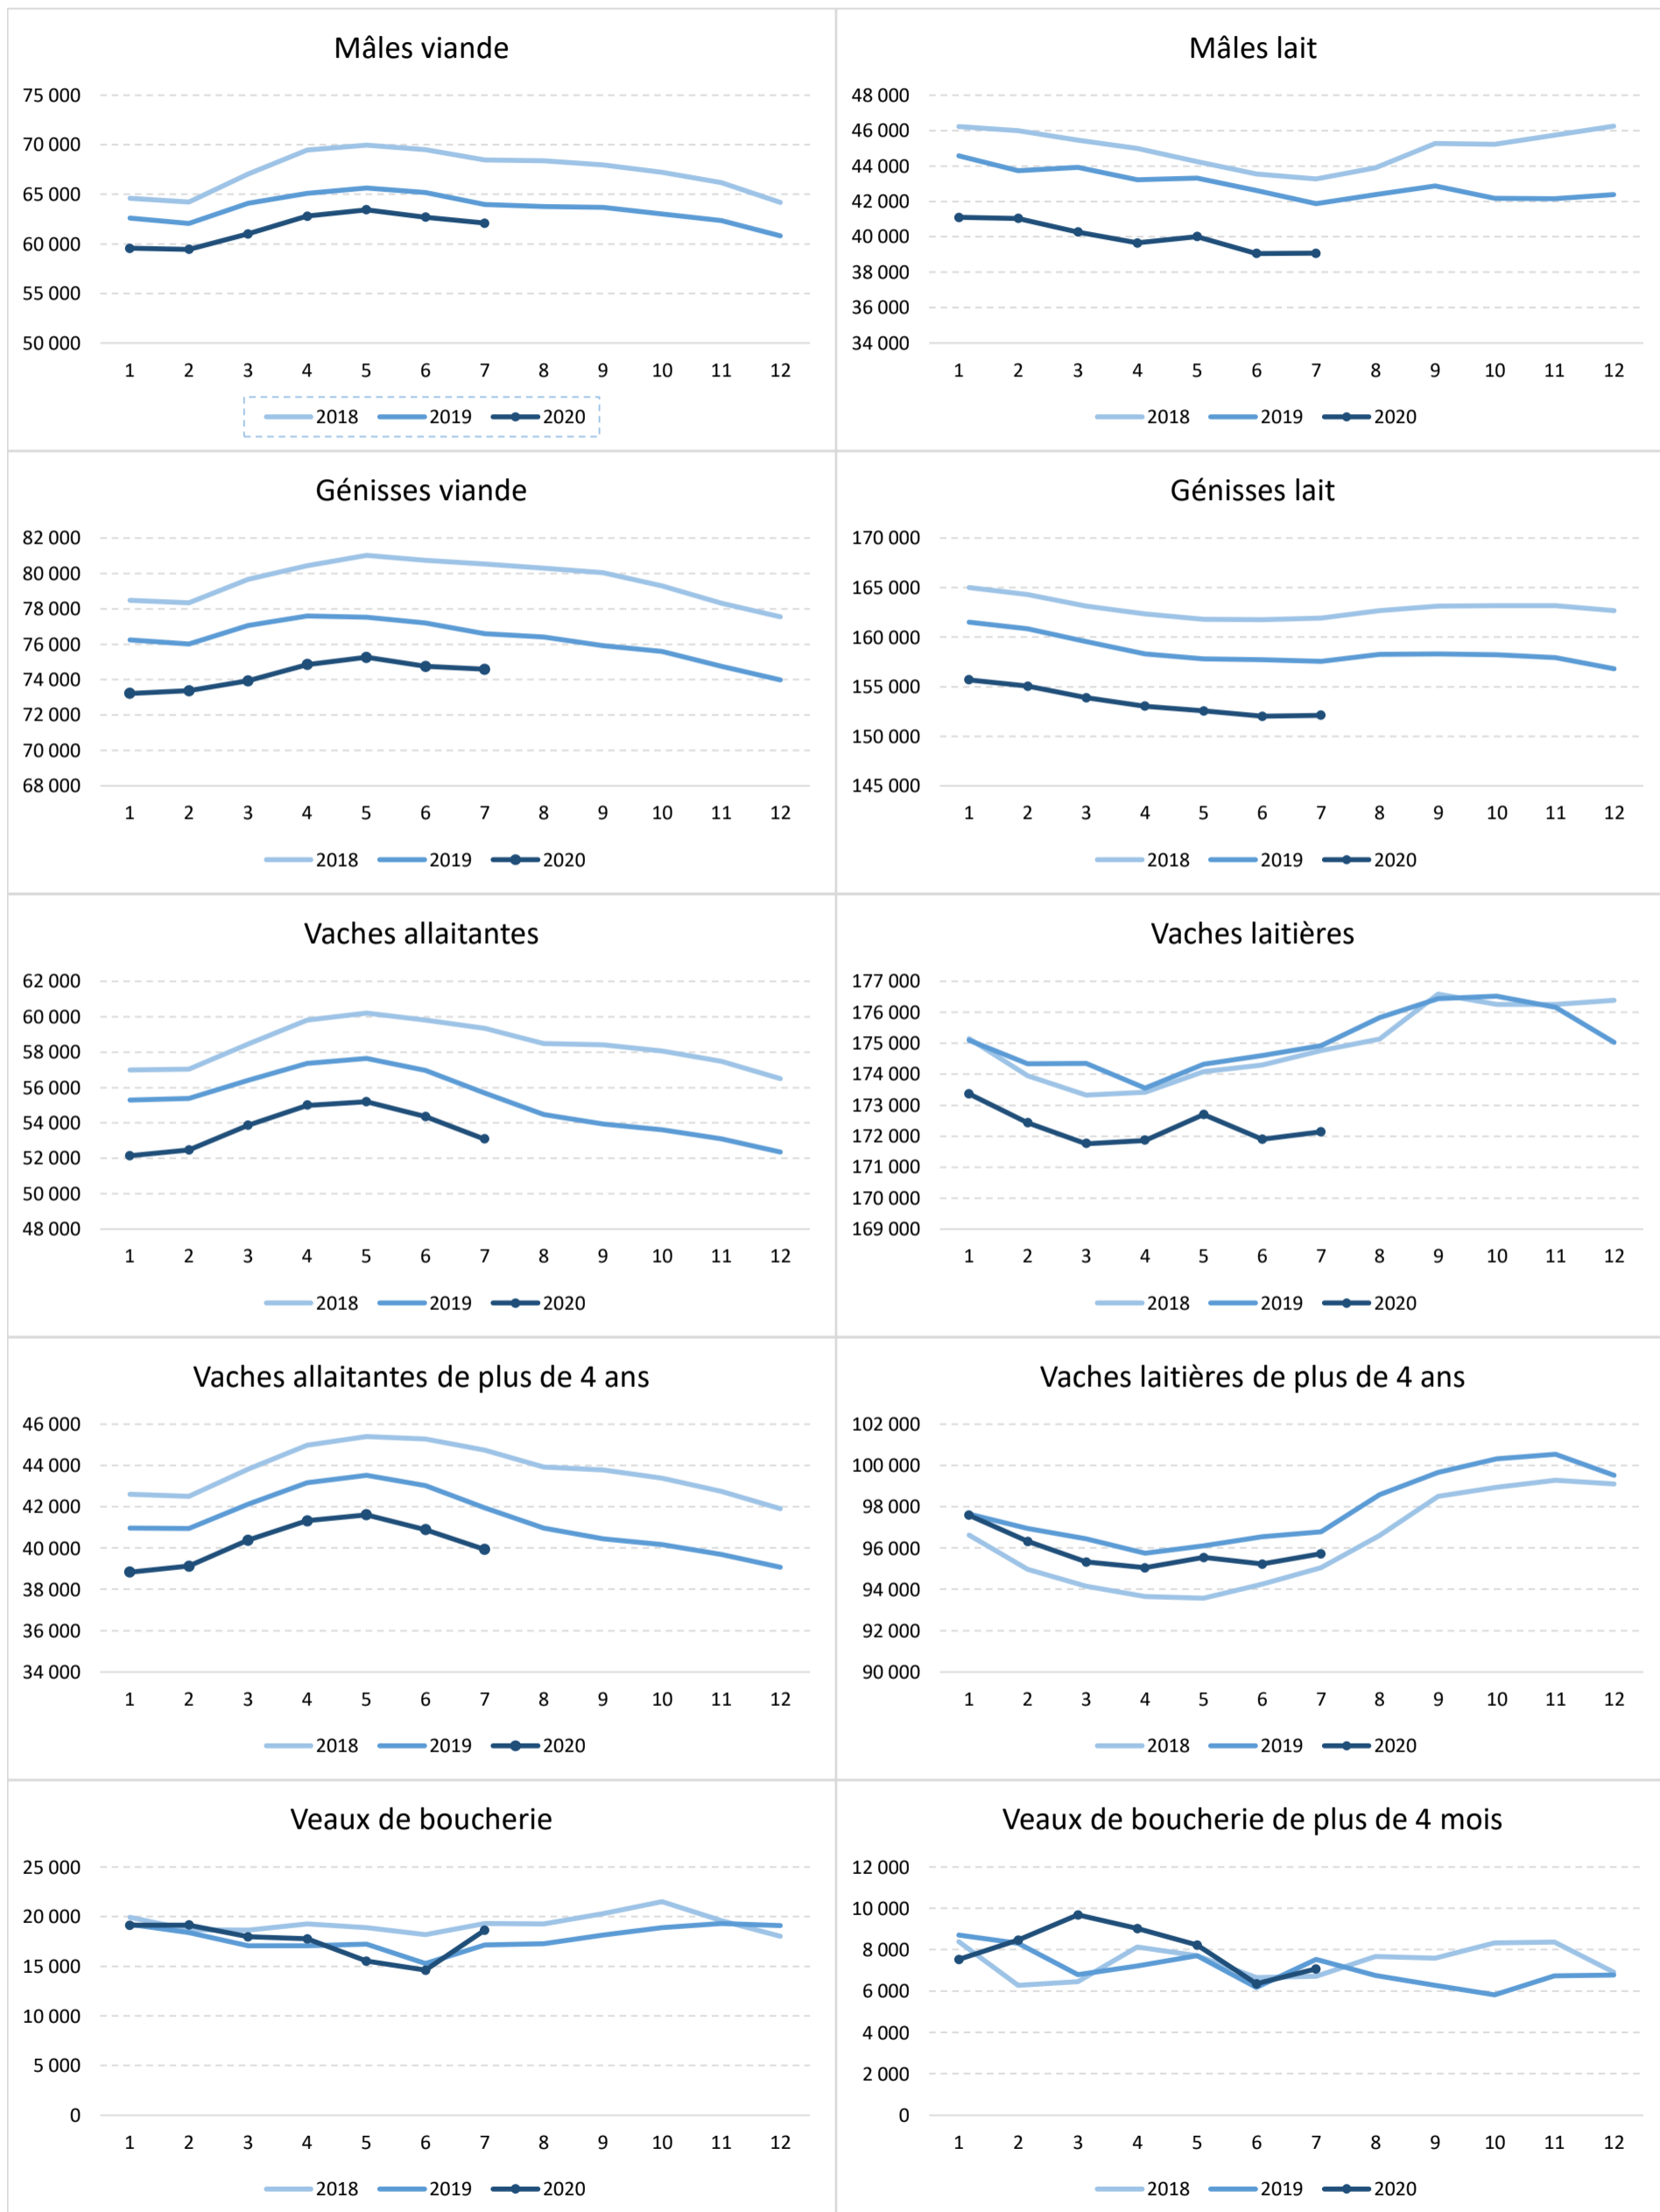 Mâles viande
75 000
70 000
65 000
60 000
55 000
50 000
1 2 3 4 5 6 7 8 9 10 11 12
2018 2019 2020
Mâles lait
48 000
46 000
44 000
42 000
40 000
38 000
36 000
34 000
1 2 3 4 5 6 7 8 9 10 11 12
2018 2019 2020
Génisses viande
82 000
80 000
78 000
76 000
74 000
72 000
70 000
68 000
1 2 3 4 5 6 7 8 9 10 11 12
2018 2019 2020
Génisses lait
170 000
165 000
160 000
155 000
150 000
145 000
1 2 3 4 5 6 7 8 9 10 11 12
2018 2019 2020
Vaches allaitantes
62 000
60 000
58 000
56 000
54 000
52 000
50 000
48 000
1 2 3 4 5 6 7 8 9 10 11 12
2018 2019 2020
Vaches laitières
177 000
176 000
175 000
174 000
173 000
172 000
171 000
170 000
169 000
1 2 3 4 5 6 7 8 9 10 11 12
2018 2019 2020
Vaches allaitantes de plus de 4 ans
46 000
44 000
42 000
40 000
38 000
36 000
34 000
1 2 3 4 5 6 7 8 9 10 11 12
2018 2019 2020
Vaches laitières de plus de 4 ans
102 000
100 000
98 000
96 000
94 000
92 000
90 000
1 2 3 4 5 6 7 8 9 10 11 12
2018 2019 2020
Veaux de boucherie
25 000
20 000
15 000
10 000
5 000
0
1 2 3 4 5 6 7 8 9 10 11 12
2018 2019 2020
Veaux de boucherie de plus de 4 mois
12 000
10 000
8 000
6 000
4 000
2 000
0
1 2 3 4 5 6 7 8 9 10 11 12
2018 2019 2020